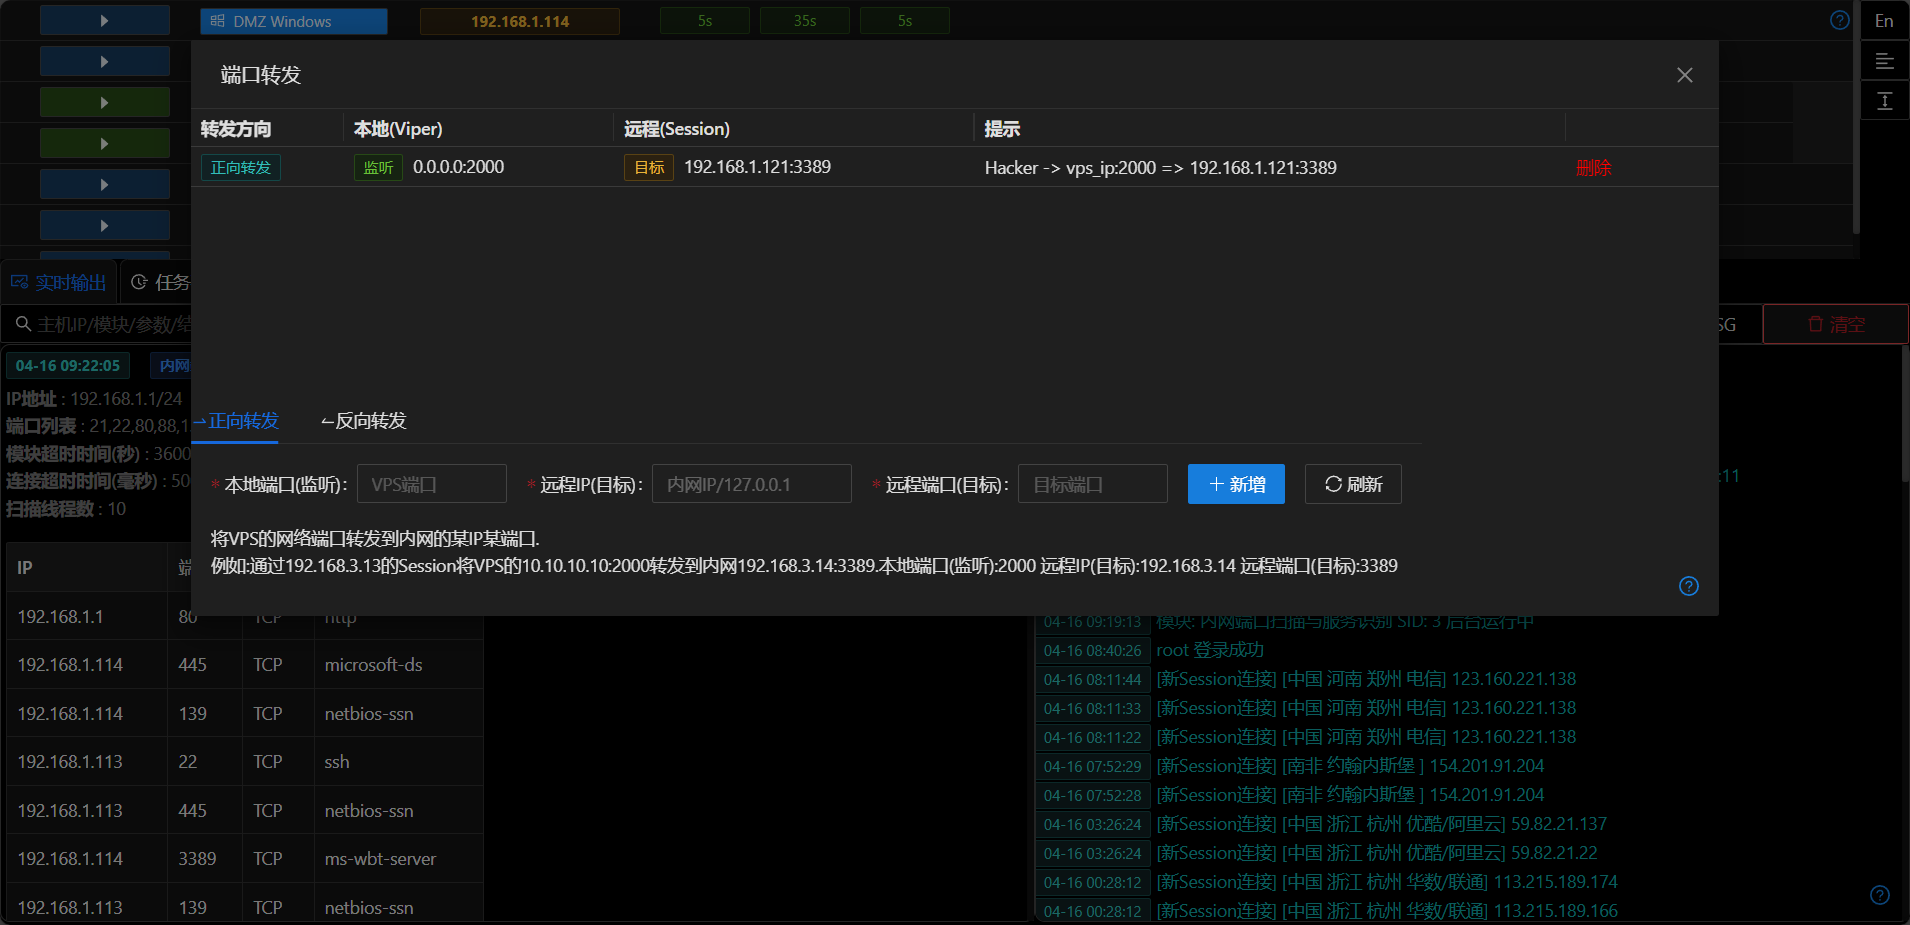 DMZ Windows 192.168.1.114 5s 35s 5s
En
端口转发
转发方向 本地(Viper) 远程(Session) 提示
正向转发 监听 0.0.0.0:2000 目标 192.168.1.121:3389 Hacker -> vps_ip:2000 => 192.168.1.121:3389 删除
实时输出 任务
主机IP/模块/参数/结
SG 清空
04-16 09:22:05 内网
IP地址 : 192.168.1.1/24
端口列表 : 21,22,80,88,1
模块超时时间(秒) : 3600
连接超时时间(毫秒) : 50
扫描线程数 : 10
:11
→正向转发 ←反向转发
* 本地端口(监听) : VPS端口 * 远程IP(目标) : 内网IP/127.0.0.1 * 远程端口(目标) : 目标端口 + 新增 刷新
将VPS的网络端口转发到内网的某IP某端口.
例如:通过192.168.3.13的Session将VPS的10.10.10.10:2000转发到内网192.168.3.14:3389.本地端口(监听):2000 远程IP(目标):192.168.3.14 远程端口(目标):3389
IP 端
192.168.1.1 80 TCP http
192.168.1.114 445 TCP microsoft-ds
192.168.1.114 139 TCP netbios-ssn
192.168.1.113 22 TCP ssh
192.168.1.113 445 TCP netbios-ssn
192.168.1.114 3389 TCP ms-wbt-server
192.168.1.113 139 TCP netbios-ssn
04-16 09:19:13 模块: 内网端口扫描与服务识别 SID: 3 后台运行中
04-16 08:40:26 root 登录成功
04-16 08:11:44 [新Session连接] [中国 河南 郑州 电信] 123.160.221.138
04-16 08:11:33 [新Session连接] [中国 河南 郑州 电信] 123.160.221.138
04-16 08:11:22 [新Session连接] [中国 河南 郑州 电信] 123.160.221.138
04-16 07:52:29 [新Session连接] [南非 约翰内斯堡 ] 154.201.91.204
04-16 07:52:28 [新Session连接] [南非 约翰内斯堡 ] 154.201.91.204
04-16 03:26:24 [新Session连接] [中国 浙江 杭州 优酷/阿里云] 59.82.21.137
04-16 03:26:24 [新Session连接] [中国 浙江 杭州 优酷/阿里云] 59.82.21.22
04-16 00:28:12 [新Session连接] [中国 浙江 杭州 华数/联通] 113.215.189.174
04-16 00:28:12 [新Session连接] [中国 浙江 杭州 华数/联通] 113.215.189.166